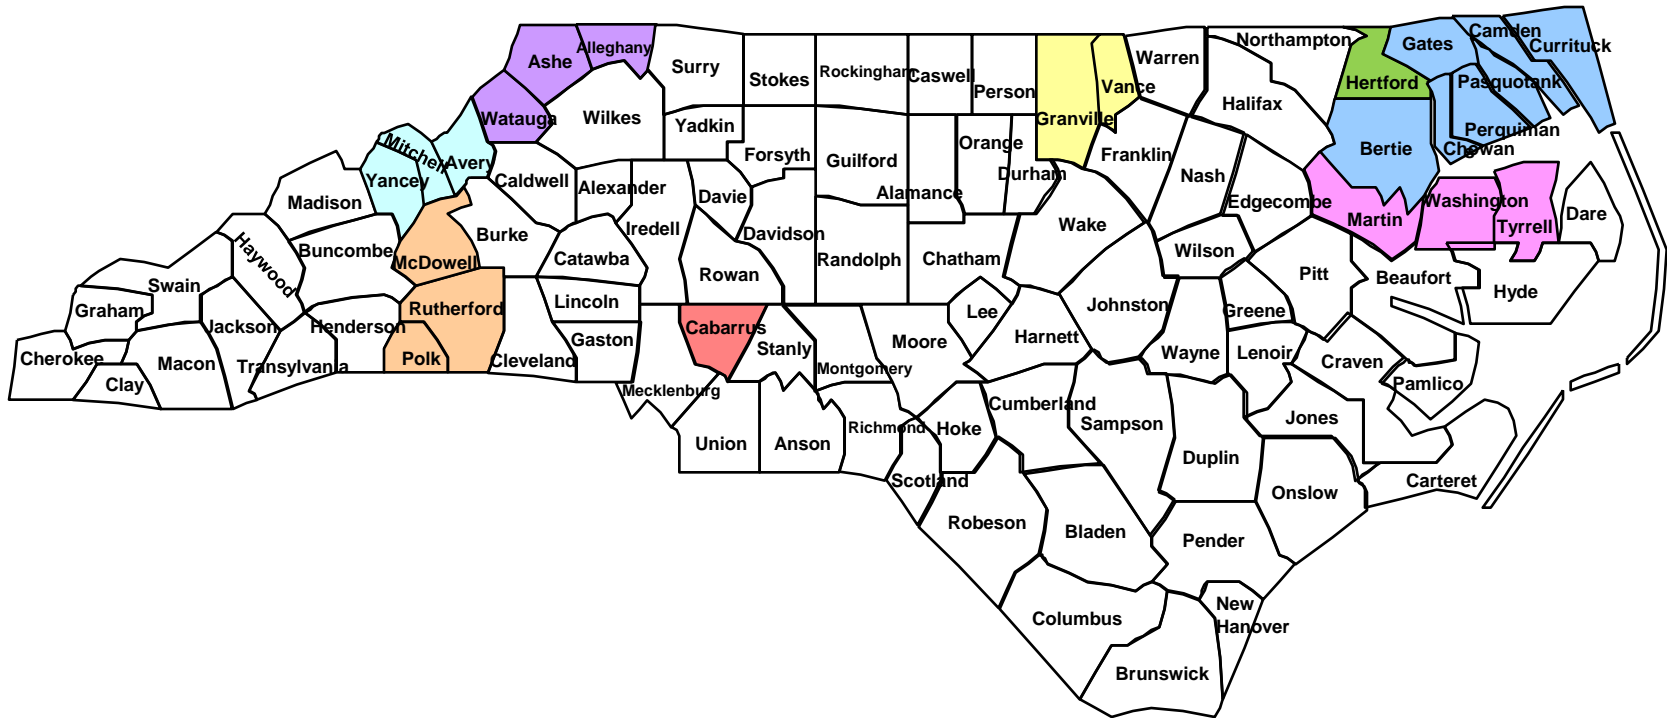 Ashe
Alleghany
Surry
Stokes
Rockingham
Caswell
Person
Granville
Vance
Warren
Northampton
Hertford
Gates
Camden
Currituck
Pasquotank
Perquiman
Chowan
Watauga
Wilkes
Yadkin
Forsyth
Guilford
Alamance
Orange
Durham
Franklin
Halifax
Nash
Edgecombe
Bertie
Martin
Washington
Tyrrell
Dare
Mitchell
Avery
Yancey
Caldwell
Alexander
Iredell
Davie
Davidson
Madison
Buncombe
McDowell
Burke
Catawba
Rowan
Randolph
Chatham
Wake
Wilson
Pitt
Beaufort
Hyde
Haywood
Swain
Graham
Cherokee
Clay
Macon
Jackson
Transylvania
Henderson
Polk
Rutherford
Cleveland
Lincoln
Gaston
Mecklenburg
Cabarrus
Stanly
Montgomery
Moore
Lee
Harnett
Johnston
Wayne
Greene
Lenoir
Craven
Pamlico
Union
Anson
Richmond
Hoke
Cumberland
Sampson
Duplin
Jones
Onslow
Carteret
Scotland
Robeson
Bladen
Pender
Columbus
New
Hanover
Brunswick